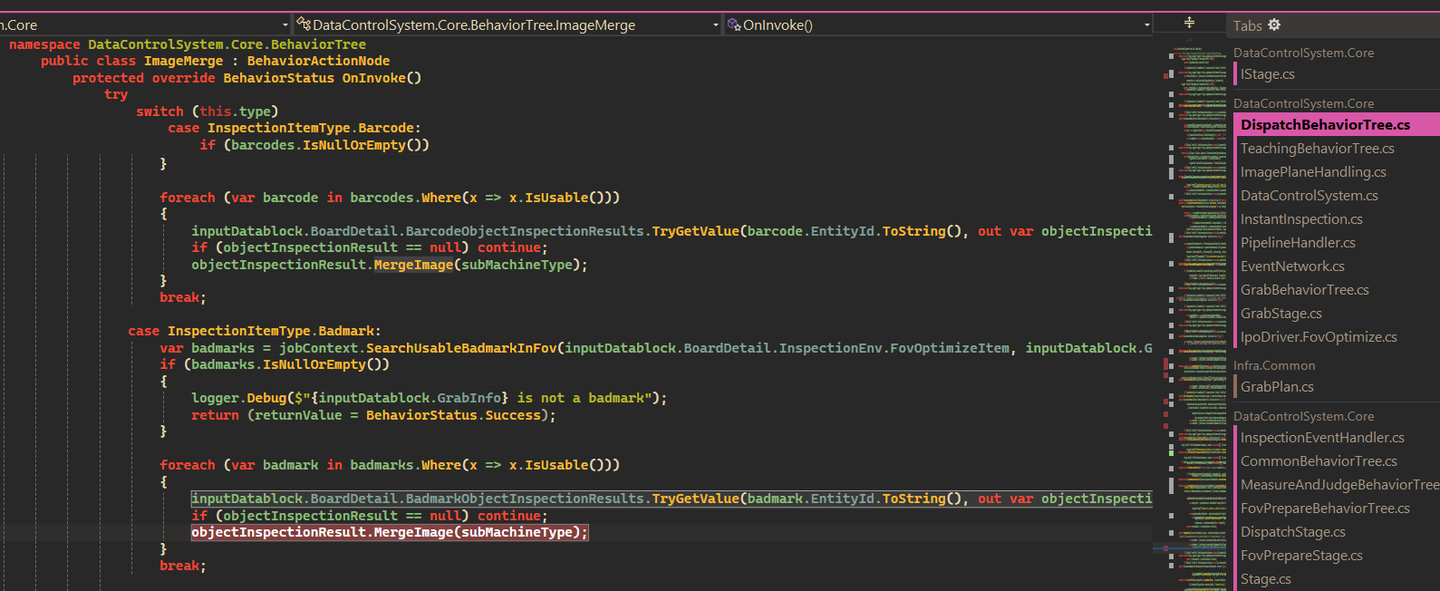 n.Core
DataControlSystem.Core.BehaviorTree.ImageMerge
OnInvoke()
namespace DataControlSystem.Core.BehaviorTree
public class ImageMerge : BehaviorActionNode
protected override BehaviorStatus OnInvoke()
try
switch (this.type)
case InspectionItemType.Barcode:
if (barcodes.IsNullOrEmpty())
}
foreach (var barcode in barcodes.Where(x => x.IsUsable()))
{
inputDatablock.BoardDetail.BarcodeObjectInspectionResults.TryGetValue(barcode.EntityId.ToString(), out var objectInspecti
if (objectInspectionResult == null) continue;
objectInspectionResult.MergeImage(subMachineType);
}
break;
case InspectionItemType.Badmark:
var badmarks = jobContext.SearchUsableBadmarkInFov(inputDatablock.BoardDetail.InspectionEnv.FovOptimizeItem, inputDatablock.G
if (badmarks.IsNullOrEmpty())
{
logger.Debug($"{inputDatablock.GrabInfo} is not a badmark");
return (returnValue = BehaviorStatus.Success);
}
foreach (var badmark in badmarks.Where(x => x.IsUsable()))
{
inputDatablock.BoardDetail.BadmarkObjectInspectionResults.TryGetValue(badmark.EntityId.ToString(), out var objectInspecti
if (objectInspectionResult == null) continue;
objectInspectionResult.MergeImage(subMachineType);
}
break;
Tabs
DataControlSystem.Core
IStage.cs
DataControlSystem.Core
DispatchBehaviorTree.cs
TeachingBehaviorTree.cs
ImagePlaneHandling.cs
DataControlSystem.cs
InstantInspection.cs
PipelineHandler.cs
EventNetwork.cs
GrabBehaviorTree.cs
GrabStage.cs
IpoDriver.FovOptimize.cs
Infra.Common
GrabPlan.cs
DataControlSystem.Core
InspectionEventHandler.cs
CommonBehaviorTree.cs
MeasureAndJudgeBehaviorTree
FovPrepareBehaviorTree.cs
DispatchStage.cs
FovPrepareStage.cs
Stage.cs